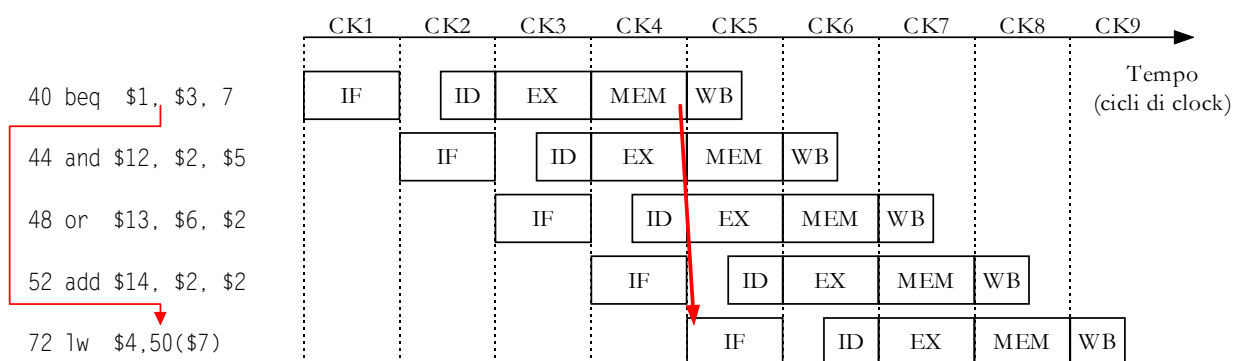 CK1 CK2 CK3 CK4 CK5 CK6 CK7 CK8 CK9
Tempo
(cicli di clock)
40 beq $1, $3, 7 IF ID EX MEM WB
44 and $12, $2, $5 IF ID EX MEM WB
48 or $13, $6, $2 IF ID EX MEM WB
52 add $14, $2, $2 IF ID EX MEM WB
72 lw $4,50($7) IF ID EX MEM WB